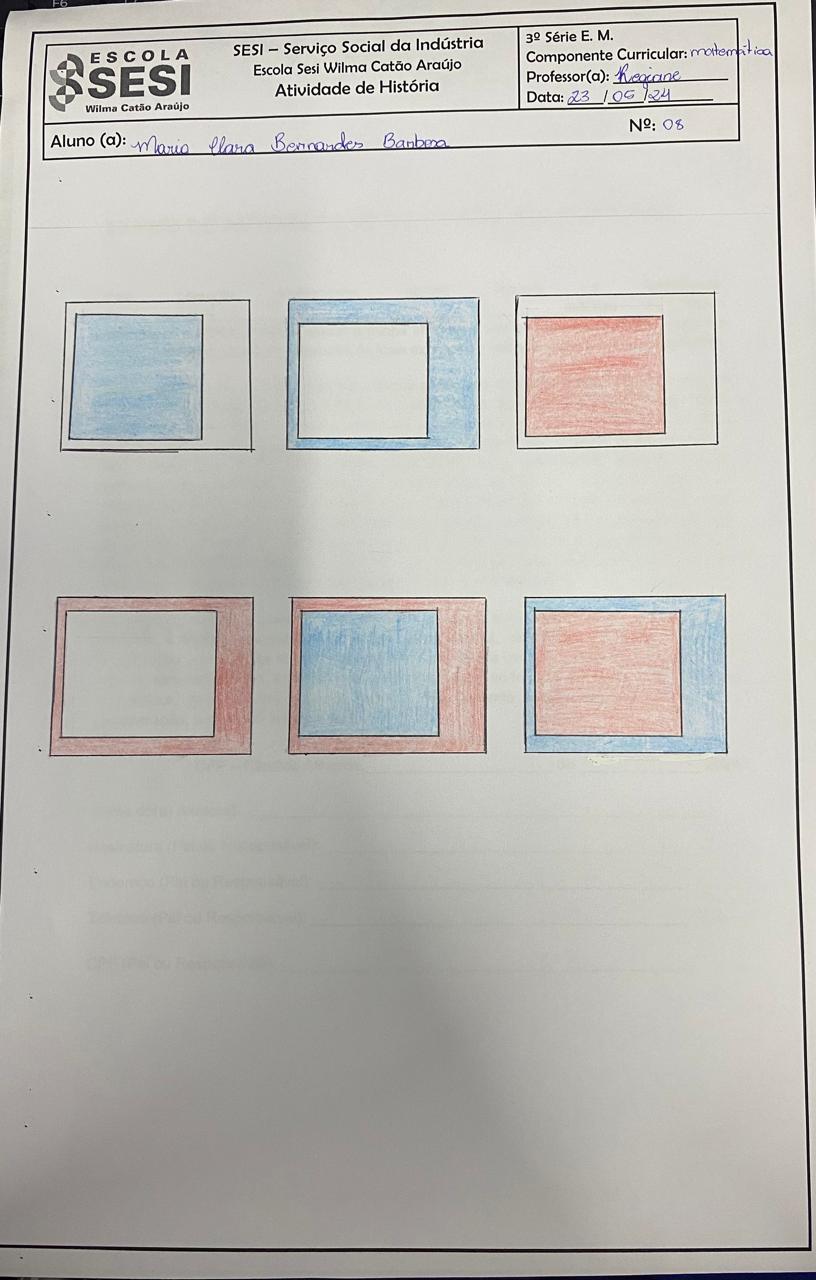 F6
ESCOLA
SESI
Wilma Catão Araújo
SESI – Serviço Social da Indústria
Escola Sesi Wilma Catão Araújo
Atividade de História
3º Série E. M.
Componente Curricular: matemática
Professor(a): Regiane
Data: 23 / 05 / 24
Aluno (a): Maria Clara Bernardes Barbosa
Nº: 08